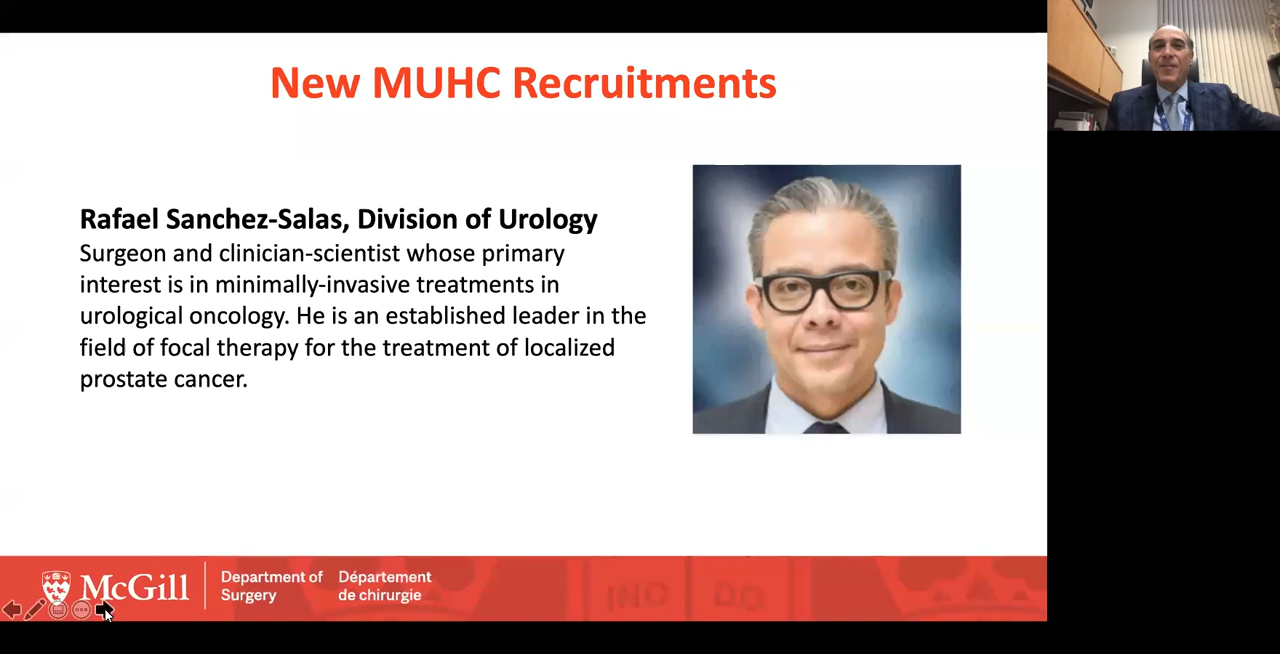 New MUHC Recruitments
Rafael Sanchez-Salas, Division of Urology
Surgeon and clinician-scientist whose primary
interest is in minimally-invasive treatments in
urological oncology. He is an established leader in the
field of focal therapy for the treatment of localized
prostate cancer.
McGill
Department of
Surgery
Département
de chirurgie
INO DO